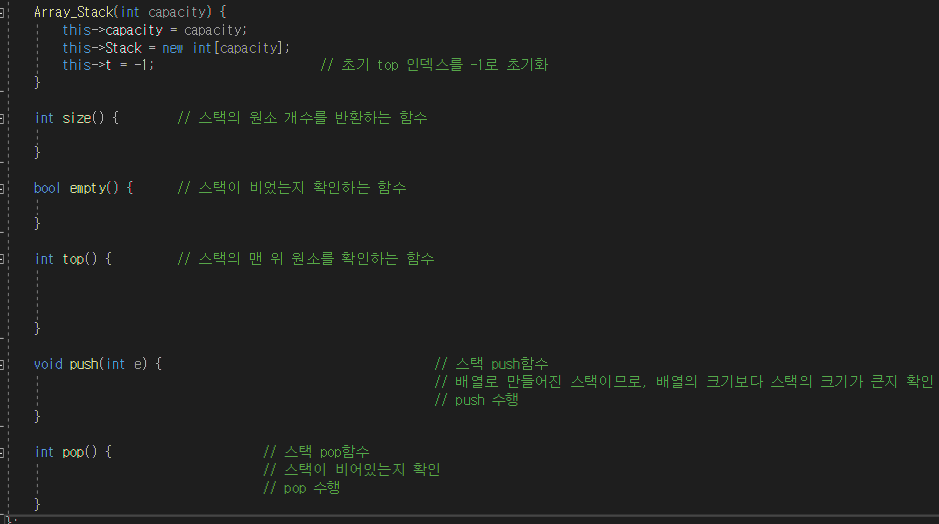 Array_Stack(int capacity) {
this->capacity = capacity;
this->Stack = new int[capacity];
this->t = -1; // 초기 top 인덱스를 -1로 초기화
}
int size() { // 스택의 원소 개수를 반환하는 함수
}
bool empty() { // 스택이 비었는지 확인하는 함수
}
int top() { // 스택의 맨 위 원소를 확인하는 함수
}
void push(int e) { // 스택 push함수
// 배열로 만들어진 스택이므로, 배열의 크기보다 스택의 크기가 큰지 확인
// push 수행
}
int pop() { // 스택 pop함수
// 스택이 비어있는지 확인
// pop 수행
}
};